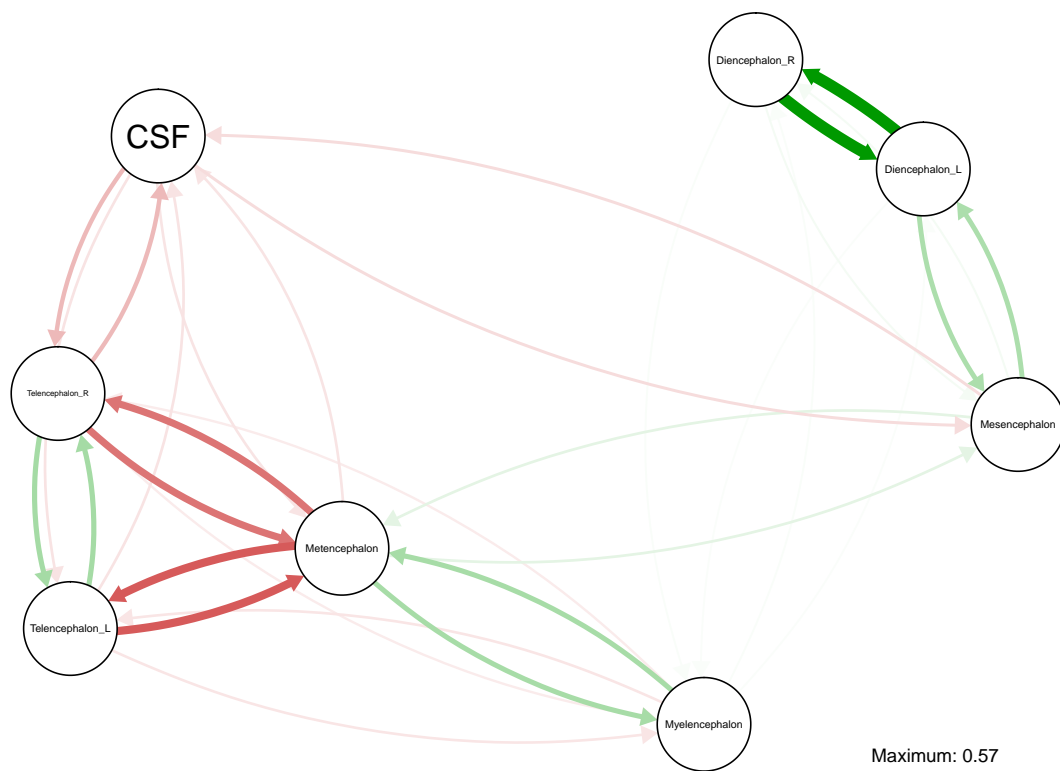 Diencephalon_R
CSF
Diencephalon_L
Telencephalon_R
Mesencephalon
Metencephalon
Telencephalon_L
Myelencephalon
Maximum: 0.57